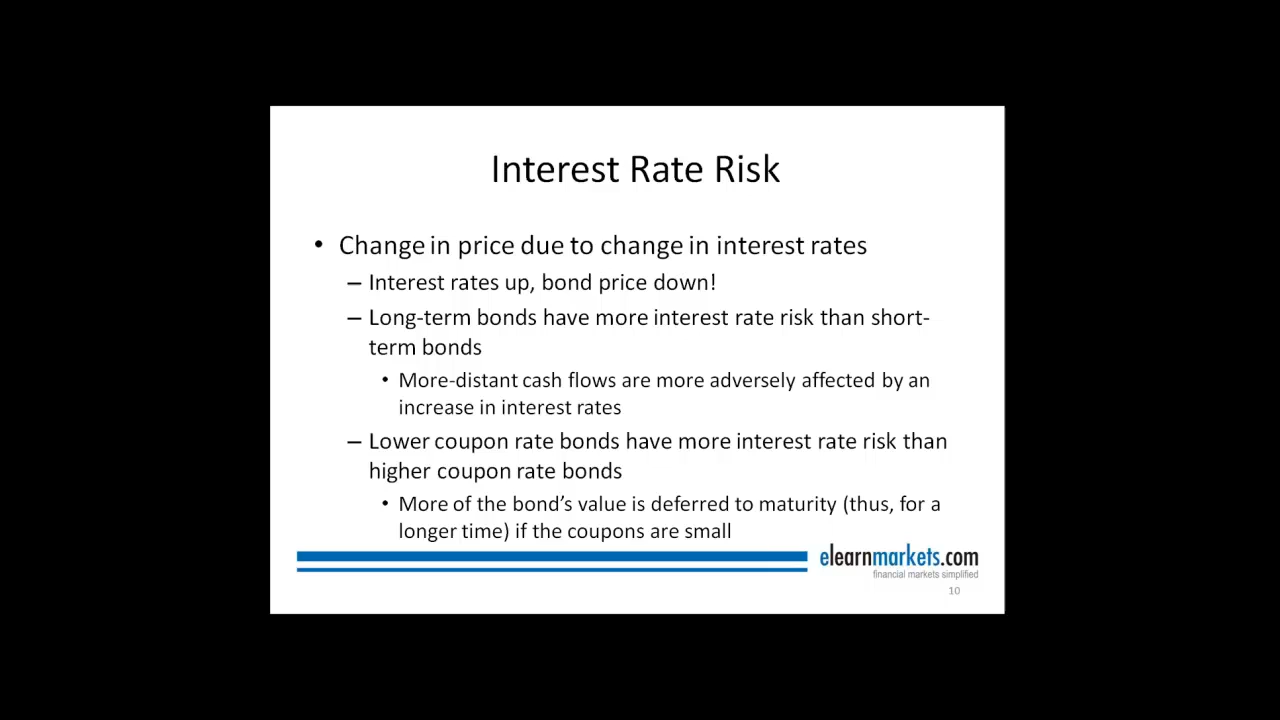 Interest Rate Risk
• Change in price due to change in interest rates
– Interest rates up, bond price down!
– Long-term bonds have more interest rate risk than short-
term bonds
• More-distant cash flows are more adversely affected by an
increase in interest rates
– Lower coupon rate bonds have more interest rate risk than
higher coupon rate bonds
• More of the bond’s value is deferred to maturity (thus, for a
longer time) if the coupons are small
elearnmarkets.com
financial markets simplified
10